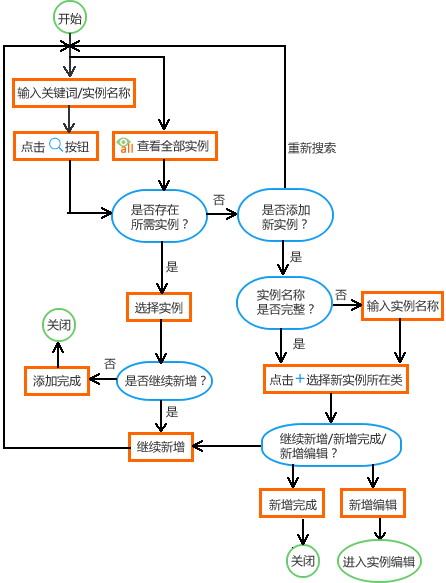 开始
输入关键词/实例名称
点击 按钮
all 查看全部实例
重新搜索
是否存在
所需实例？
否
是否添加
新实例？
是
是
选择实例
实例名称
是否完整？
否
输入实例名称
关闭
是
添加完成
否
是否继续新增？
点击+选择新实例所在类
是
继续新增
继续新增/新增完成/
新增编辑？
新增完成
新增编辑
关闭
进入实例编辑